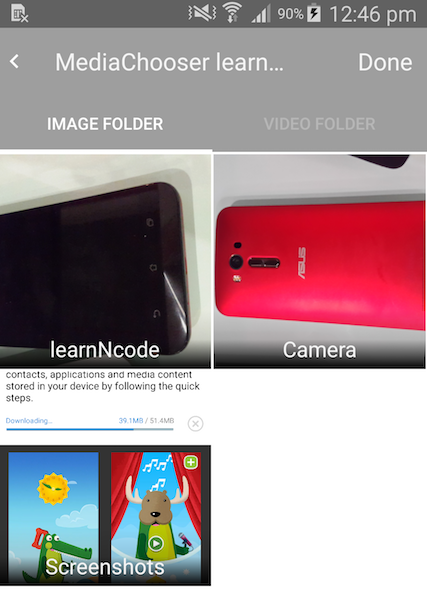 90% 12:46 pm
MediaChooser learn... Done
IMAGE FOLDER VIDEO FOLDER
ASUS
learnNcode Camera
contacts, applications and media content
stored in your device by following the quick
steps.
Downloading... 39.1MB / 51.4MB
Screenshots